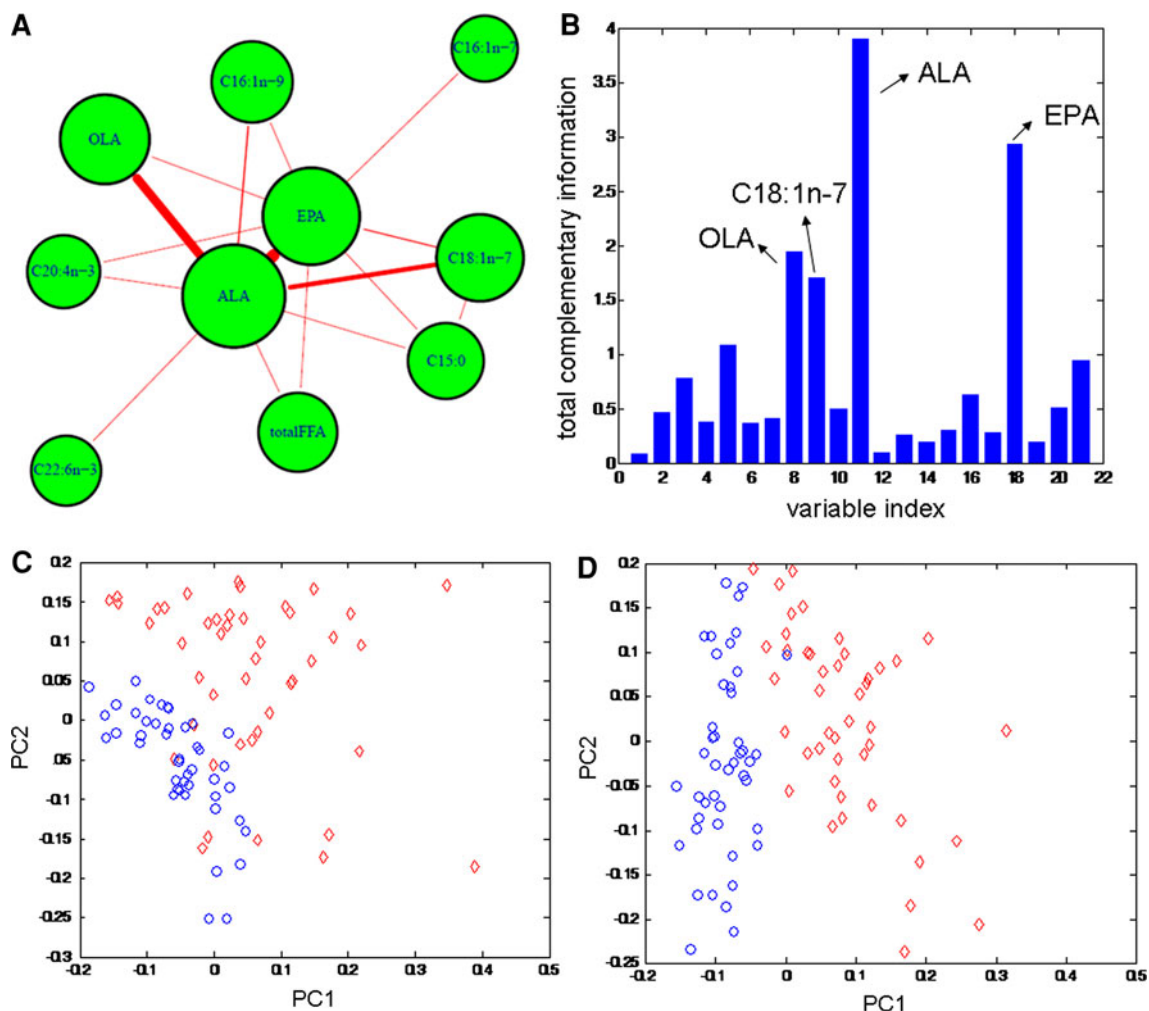 A
C16:1n-9
C16:1n-7
OLA
EPA
C20:4n-3
C18:1n-7
ALA
C15:0
totalFFA
C22:6n-3
B
4
3.5
3
2.5
2
1.5
1
0.5
0
0 2 4 6 8 10 12 14 16 18 20 22
total complementary information
variable index
ALA
EPA
C18:1n-7
OLA
C
0.2
0.15
0.1
0.05
0
0.05
-0.1
-0.15
-0.2
-0.25
-0.3
-0.2 -0.1 0 0.1 0.2 0.3 0.4 0.5
PC2
PC1
D
0.2
0.15
0.1
0.05
0
0.05
-0.1
-0.15
-0.2
-0.25
-0.2 -0.1 0 0.1 0.2 0.3 0.4 0.5
PC2
PC1